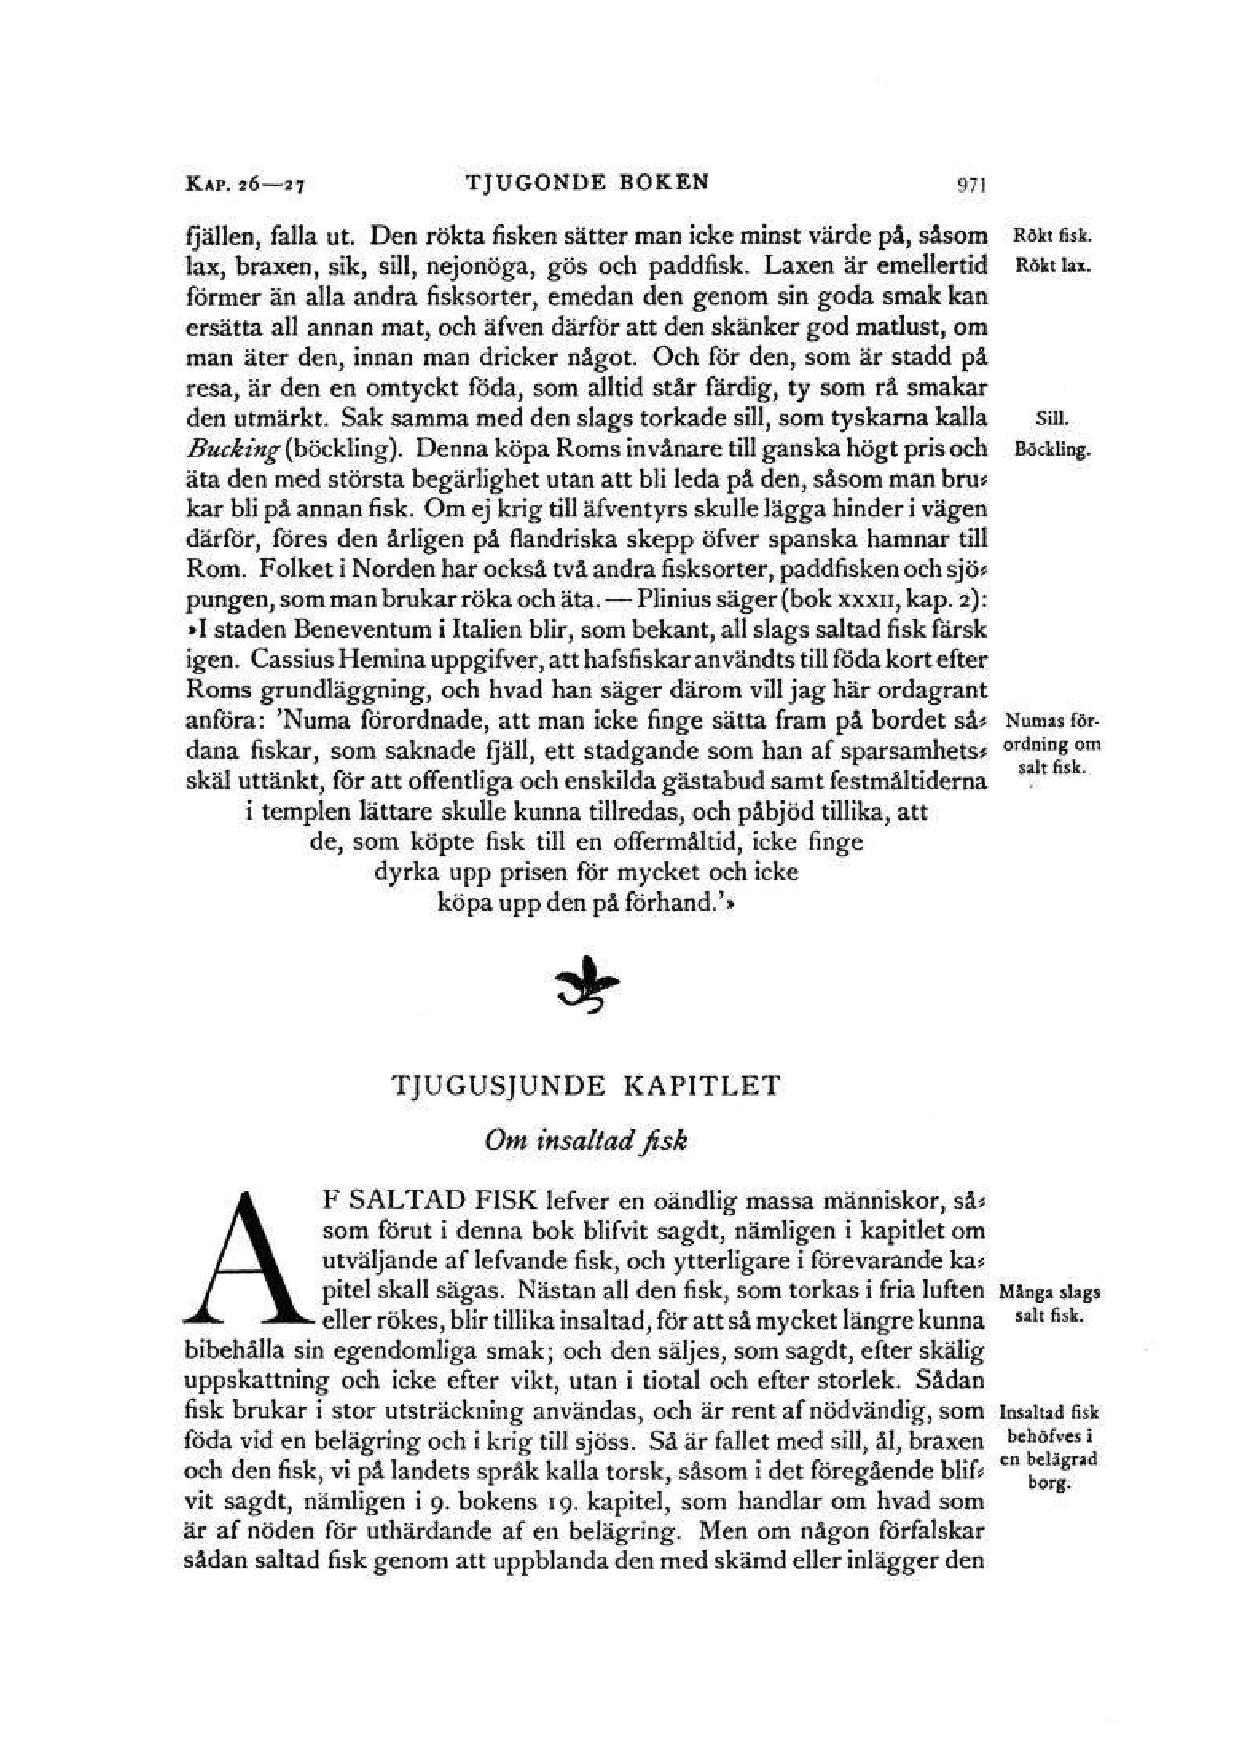 KAP. 26—27 TJUGONDE BOKEN 971
fjällen, falla ut. Den rökta fisken sätter man icke minst värde på, såsom Rökt fisk.
lax, braxen, sik, sill, nejonöga, gös och paddfisk. Laxen är emellertid Rökt lax.
förmer än alla andra fisksorter, emedan den genom sin goda smak kan
ersätta all annan mat, och äfven därför att den skänker god matlust, om
man äter den, innan man dricker något. Och för den, som är stadd på
resa, är den en omtyckt föda, som alltid står färdig, ty som rå smakar
den utmärkt. Sak samma med den slags torkade sill, som tyskarna kalla Sill.
Bucking (böckling). Denna köpa Roms invånare till ganska högt pris och Böckling.
äta den med största begärlighet utan att bli leda på den, såsom man bru-
kar bli på annan fisk. Om ej krig till äfventyrs skulle lägga hinder i vägen
därför, föres den årligen på flandriska skepp öfver spanska hamnar till
Rom. Folket i Norden har också två andra fisksorter, paddfisken och sjö-
pungen, som man brukar röka och äta. — Plinius säger (bok XXXII, kap. 2):
»I staden Beneventum i Italien blir, som bekant, all slags saltad fisk färsk
igen. Cassius Hemina uppgifver, att hafsfiskar användts till föda kort efter
Roms grundläggning, och hvad han säger därom vill jag här ordagrant
anföra: 'Numa förordnade, att man icke finge sätta fram på bordet så- Numas för-
dana fiskar, som saknade fjäll, ett stadgande som han af sparsamhets- ordning om
skäl uttänkt, för att offentliga och enskilda gästabud samt festmåltiderna salt fisk.
i templen lättare skulle kunna tillredas, och påbjöd tillika, att
de, som köpte fisk till en offermåltid, icke finge
dyrka upp prisen för mycket och icke
köpa upp den på förhand.'»
TJUGUSJUNDE KAPITLET
Om insaltad fisk
AF SALTAD FISK lefver en oändlig massa människor, så-
som förut i denna bok blifvit sagdt, nämligen i kapitlet om
utväljande af lefvande fisk, och ytterligare i förevarande ka-
pitel skall sägas. Nästan all den fisk, som torkas i fria luften Många slags
eller rökes, blir tillika insaltad, för att så mycket längre kunna salt fisk.
bibehålla sin egendomliga smak; och den säljes, som sagdt, efter skälig
uppskattning och icke efter vikt, utan i tiotal och efter storlek. Sådan
fisk brukar i stor utsträckning användas, och är rent af nödvändig, som Insaltad fisk
föda vid en belägring och i krig till sjöss. Så är fallet med sill, ål, braxen behöfves i
och den fisk, vi på landets språk kalla torsk, såsom i det föregående blif- en belägrad
vit sagdt, nämligen i 9. bokens 19. kapitel, som handlar om hvad som borg.
är af nöden för uthärdande af en belägring. Men om någon förfalskar
sådan saltad fisk genom att uppblanda den med skämd eller inlägger den